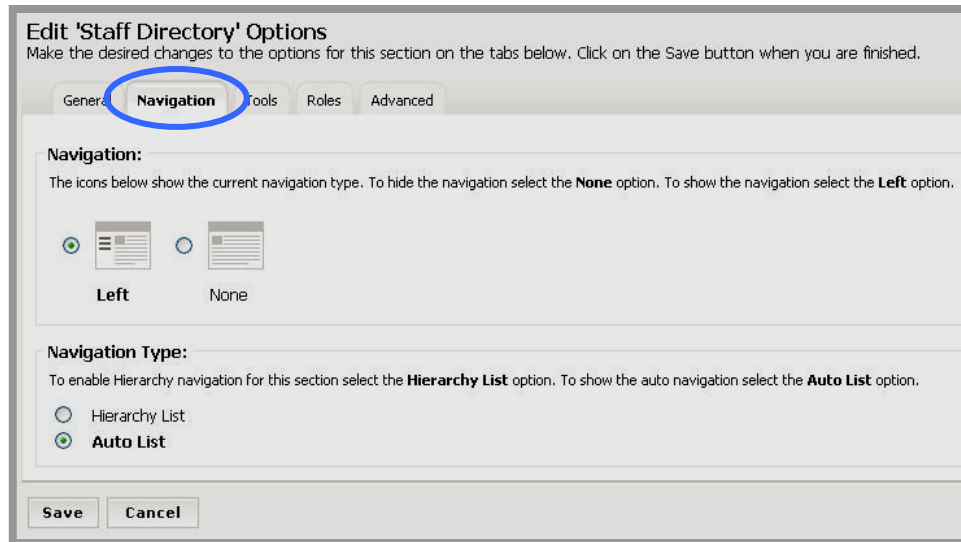 Edit 'Staff Directory' Options
Make the desired changes to the options for this section on the tabs below. Click on the Save button when you are finished.
General Navigation Tools Roles Advanced
Navigation:
The icons below show the current navigation type. To hide the navigation select the None option. To show the navigation select the Left option.
Left None
Navigation Type:
To enable Hierarchy navigation for this section select the Hierarchy List option. To show the auto navigation select the Auto List option.
Hierarchy List
Auto List
Save Cancel